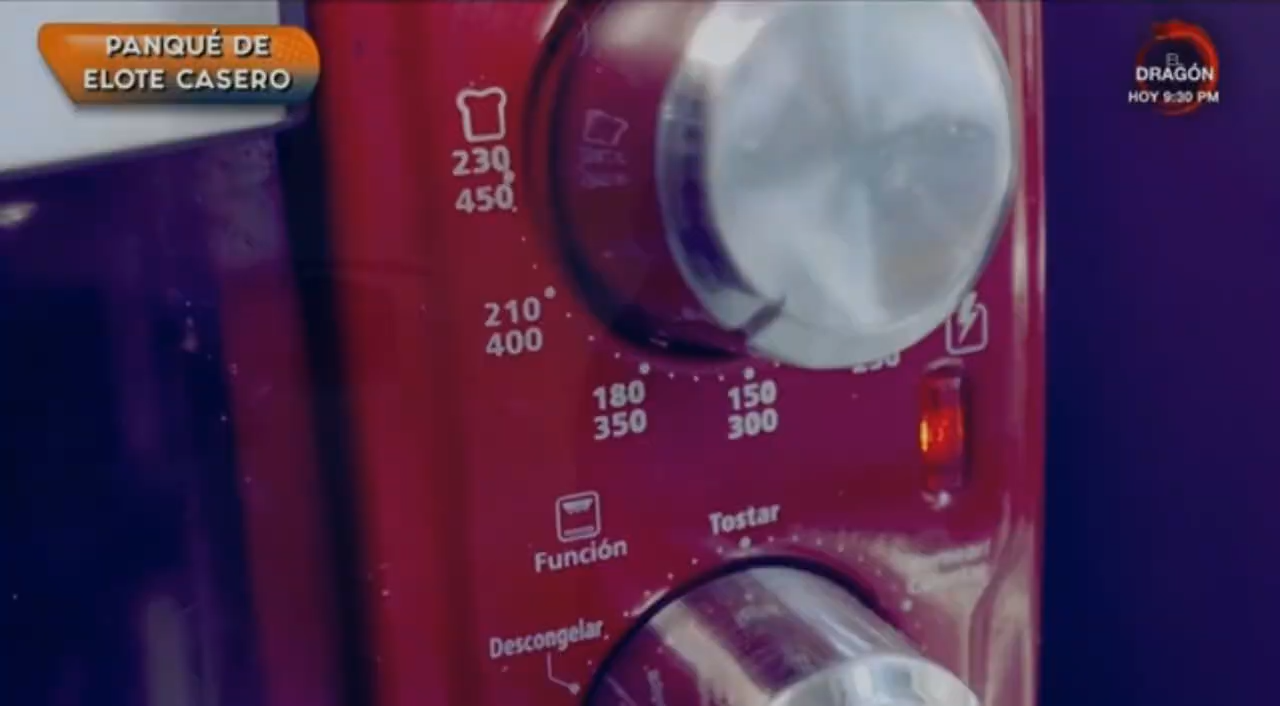 PANQUÉ DE
ELOTE CASERO
EL
DRAGÓN
HOY 9:30 PM
230
450
210
400
180
350
150
300
Tostar
Función
Descongelar